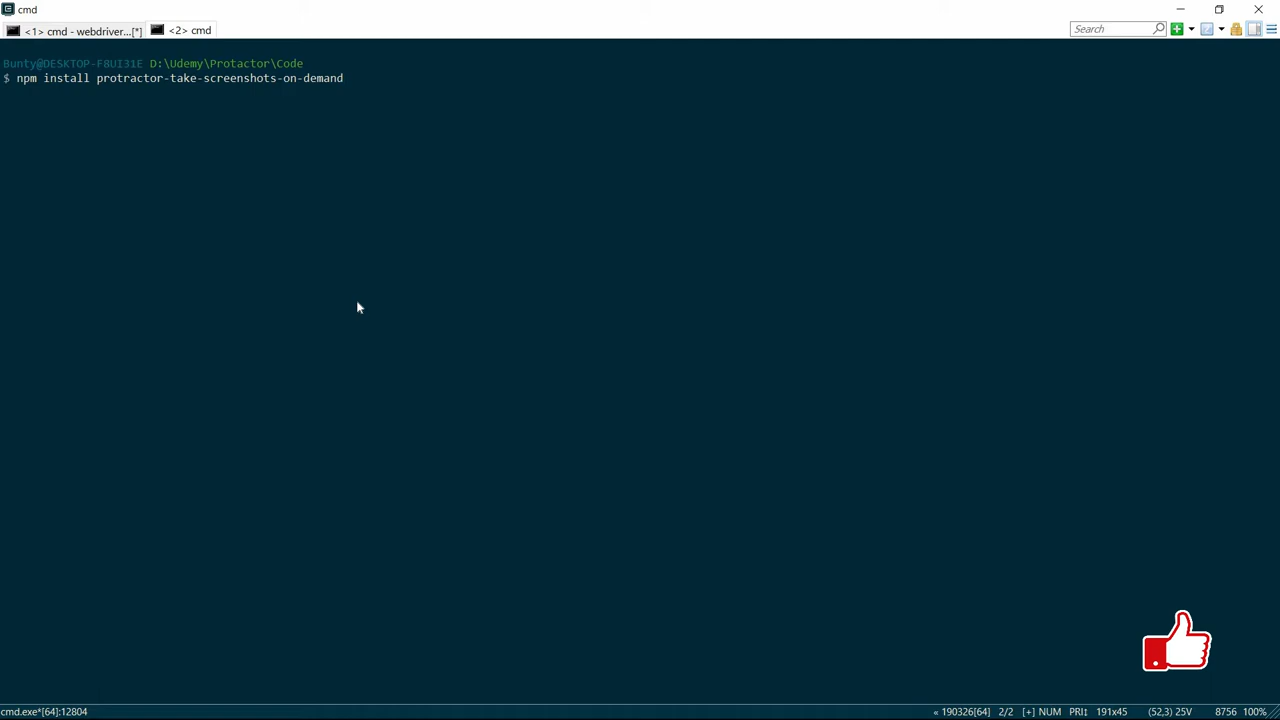 cmd
<1> cmd - webdriver...[*]
<2> cmd
Search
Bunty@DESKTOP-F8UI31E D:\Udemy\Protractor\Code
$ npm install protractor-take-screenshots-on-demand
cmd.exe*[64]:12804
« 190326[64] 2/2 [+] NUM PRI↕ 191x45 (52,3) 25V 8756 100%